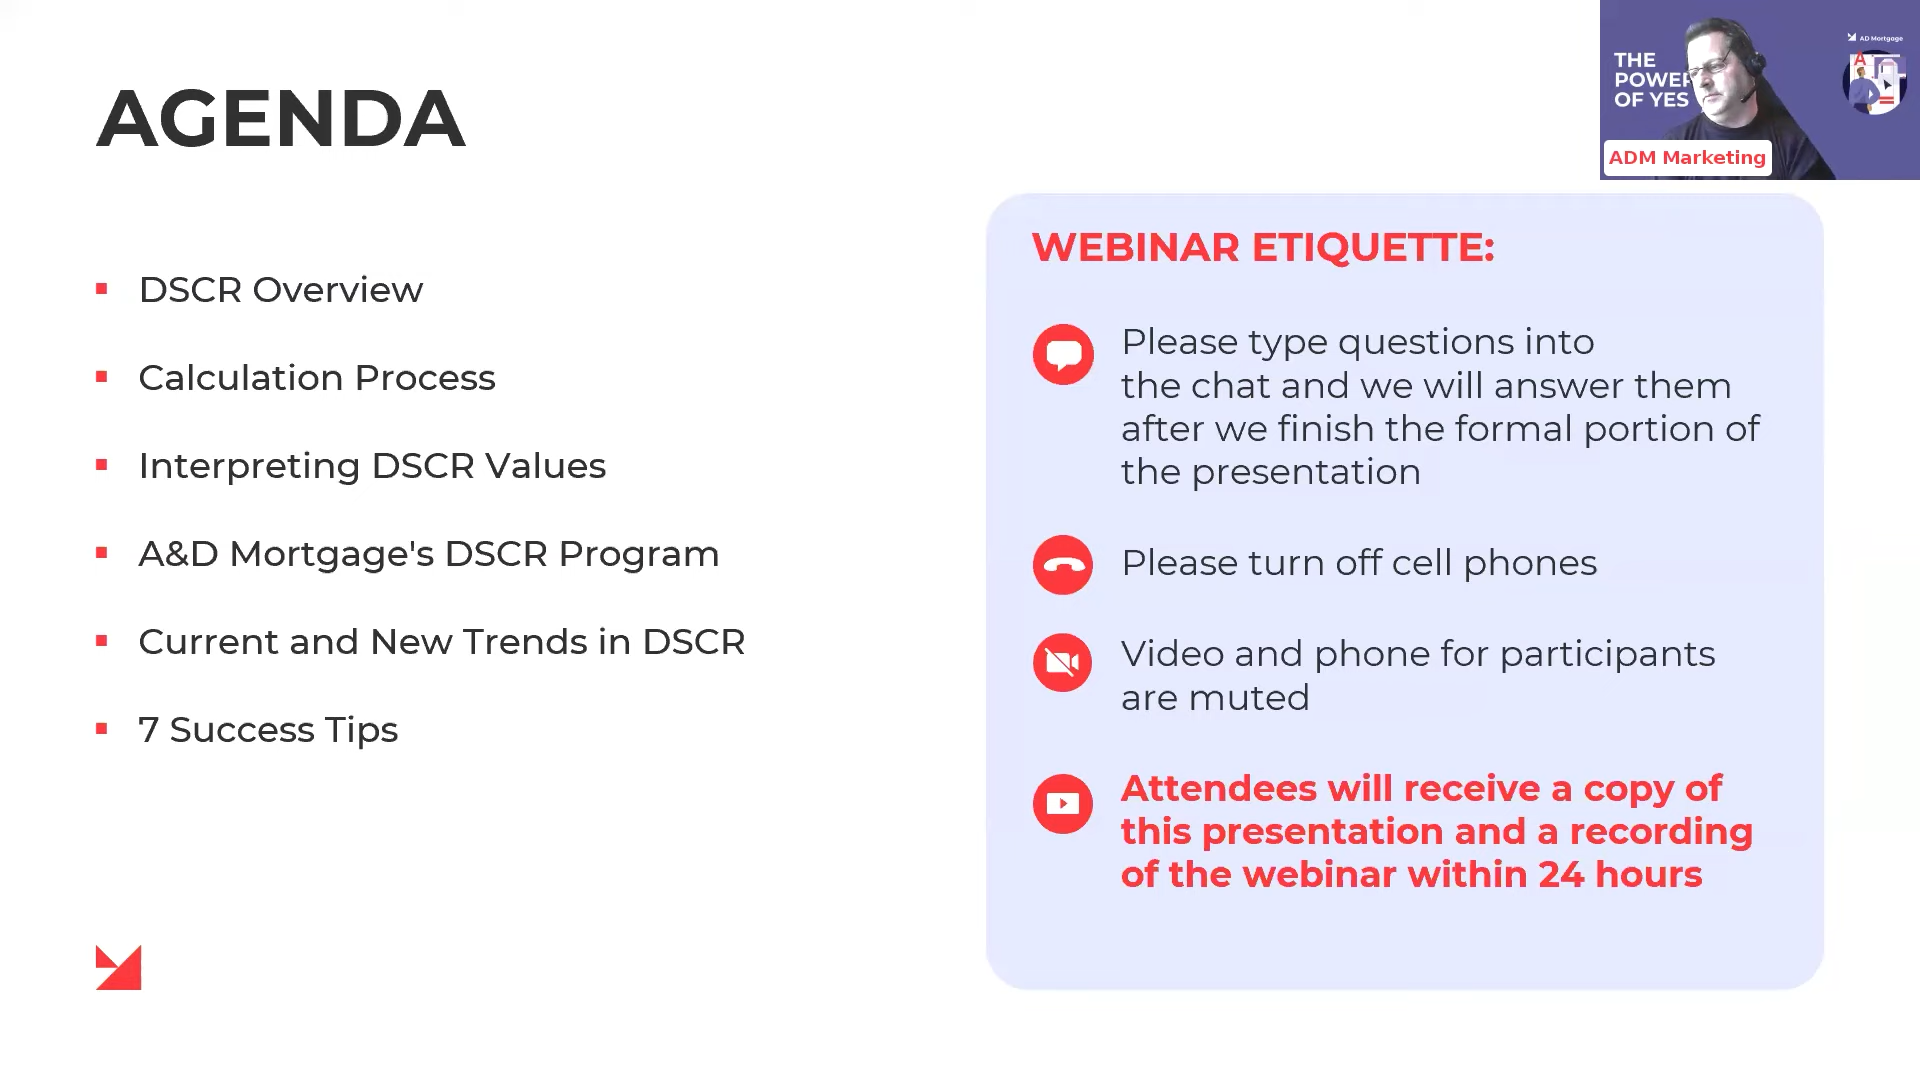 AGENDA
DSCR Overview
Calculation Process
Interpreting DSCR Values
A&D Mortgage's DSCR Program
Current and New Trends in DSCR
7 Success Tips
THE
POWER
OF YES
AD Mortgage
A
ADM Marketing
WEBINAR ETIQUETTE:
Please type questions into
the chat and we will answer them
after we finish the formal portion of
the presentation
Please turn off cell phones
Video and phone for participants
are muted
Attendees will receive a copy of
this presentation and a recording
of the webinar within 24 hours